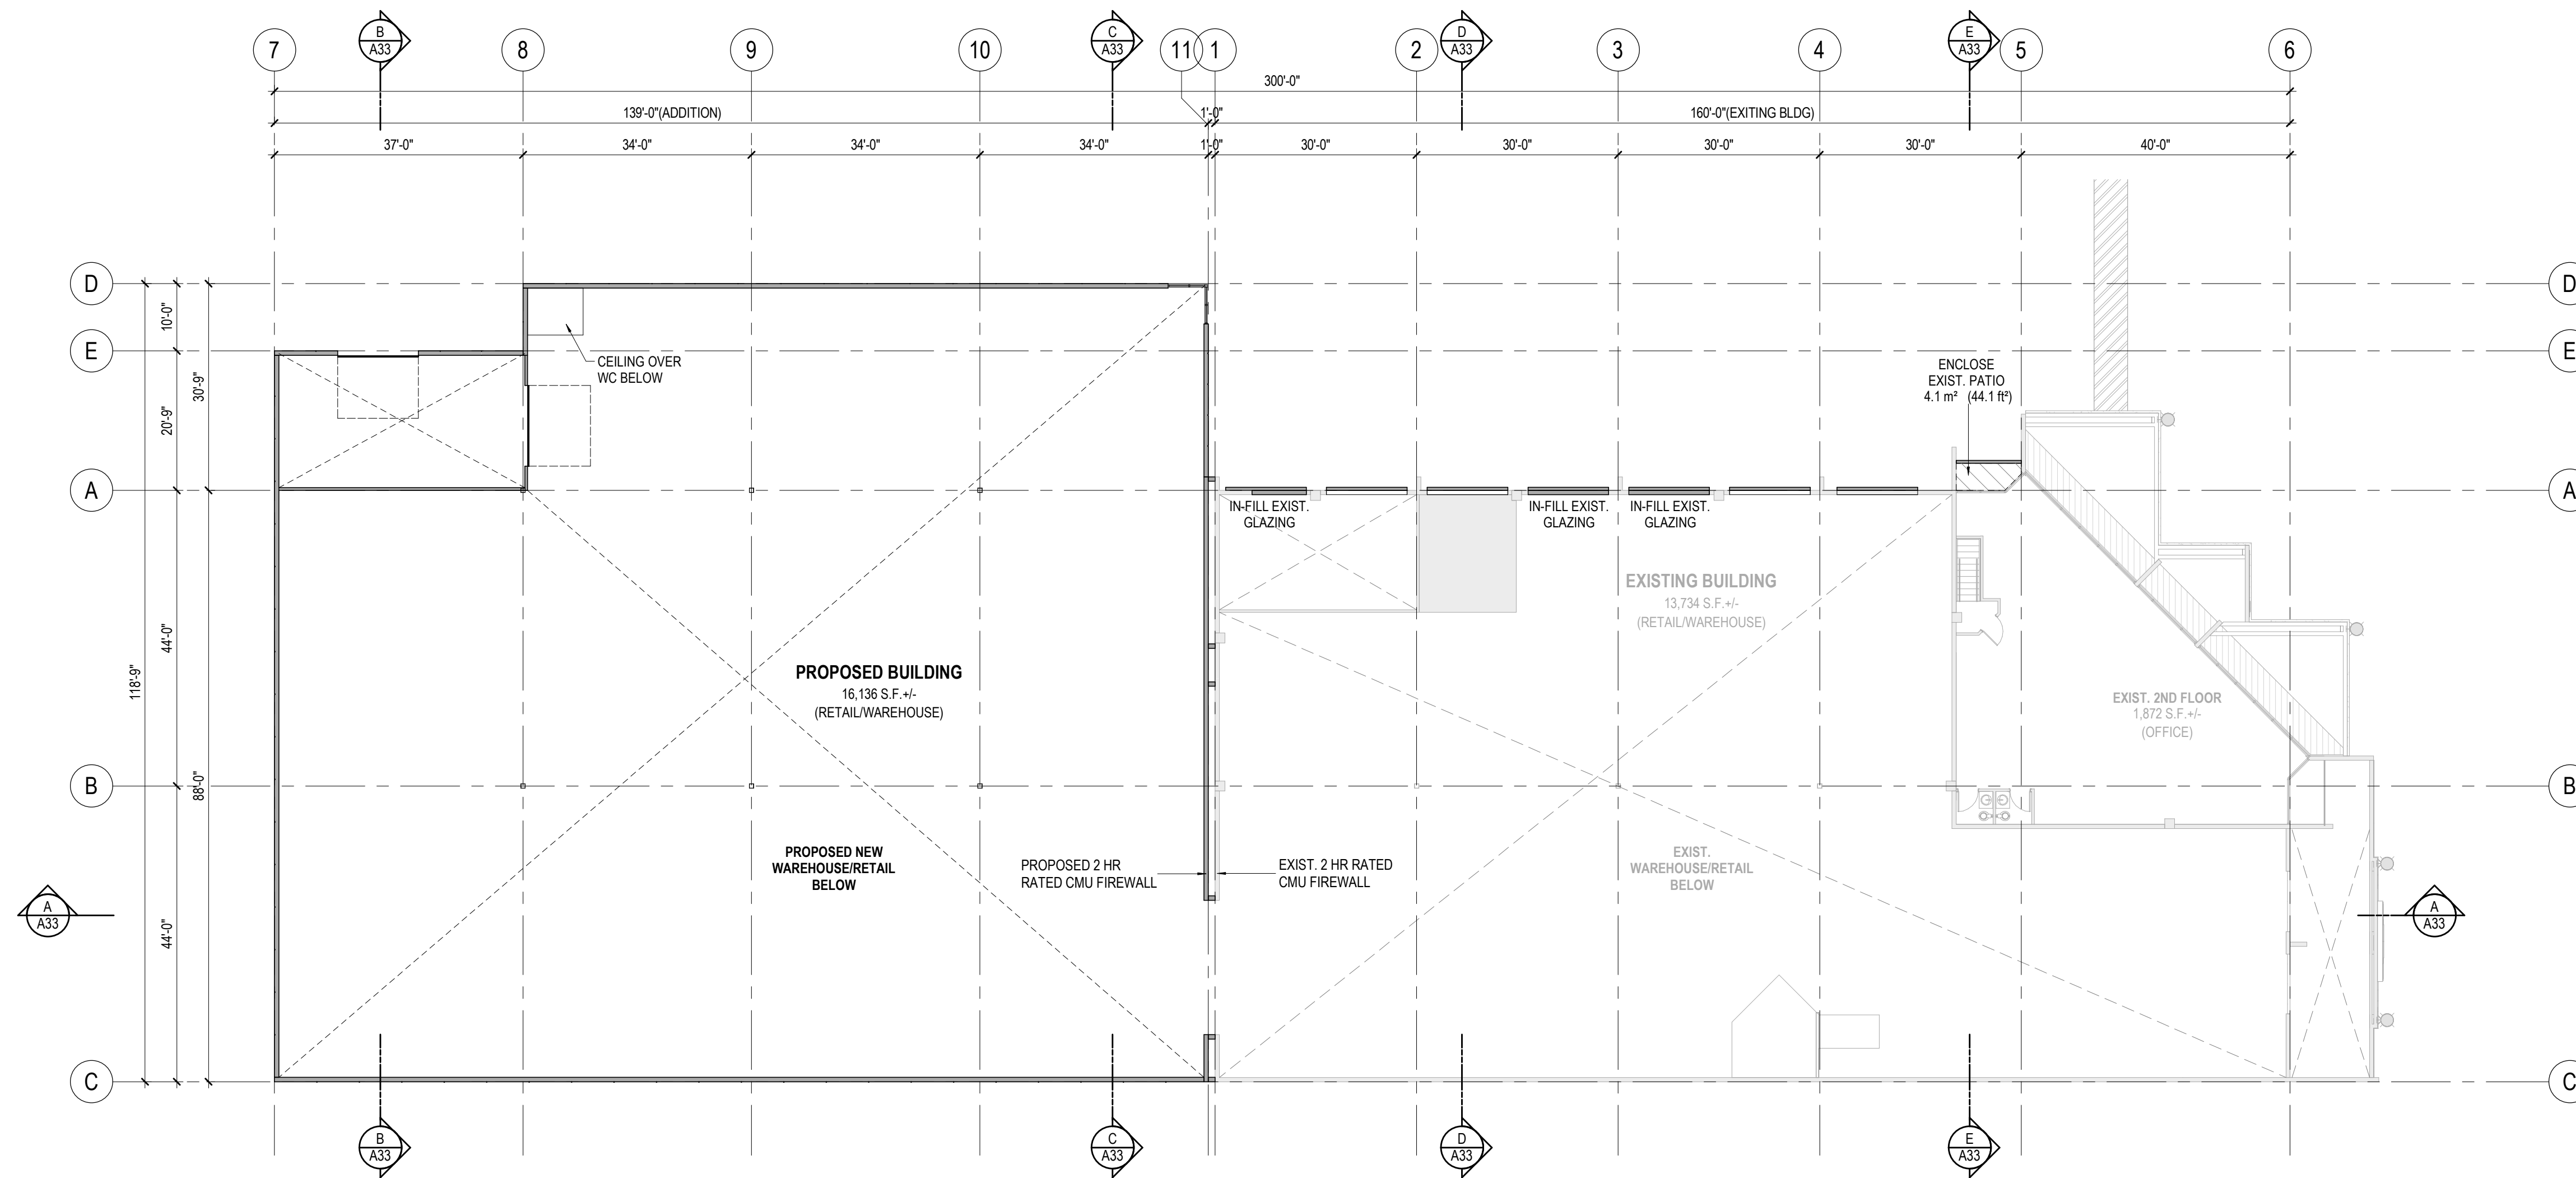 7
B
A33
8
9
10
C
A33
11
1
2
D
A33
3
4
E
A33
5
6
300'-0"
139'-0"(ADDITION)
1'-0"
160'-0"(EXITING BLDG)
37'-0"
34'-0"
34'-0"
34'-0"
1'-0"
30'-0"
30'-0"
30'-0"
30'-0"
40'-0"
D
D
10'-0"
E
E
CEILING OVER
WC BELOW
ENCLOSE
EXIST. PATIO
4.1 m² (44.1 ft²)
30'-9"
20'-9"
A
A
IN-FILL EXIST.
GLAZING
IN-FILL EXIST.
GLAZING
IN-FILL EXIST.
GLAZING
EXISTING BUILDING
13,734 S.F.+/-
(RETAIL/WAREHOUSE)
44'-0"
118'-9"
PROPOSED BUILDING
16,136 S.F.+/-
(RETAIL/WAREHOUSE)
EXIST. 2ND FLOOR
1,872 S.F.+/-
(OFFICE)
B
88'-0"
B
PROPOSED NEW
WAREHOUSE/RETAIL
BELOW
PROPOSED 2 HR
RATED CMU FIREWALL
EXIST. 2 HR RATED
CMU FIREWALL
EXIST.
WAREHOUSE/RETAIL
BELOW
A
A33
44'-0"
A
A33
C
C
B
A33
C
A33
D
A33
E
A33